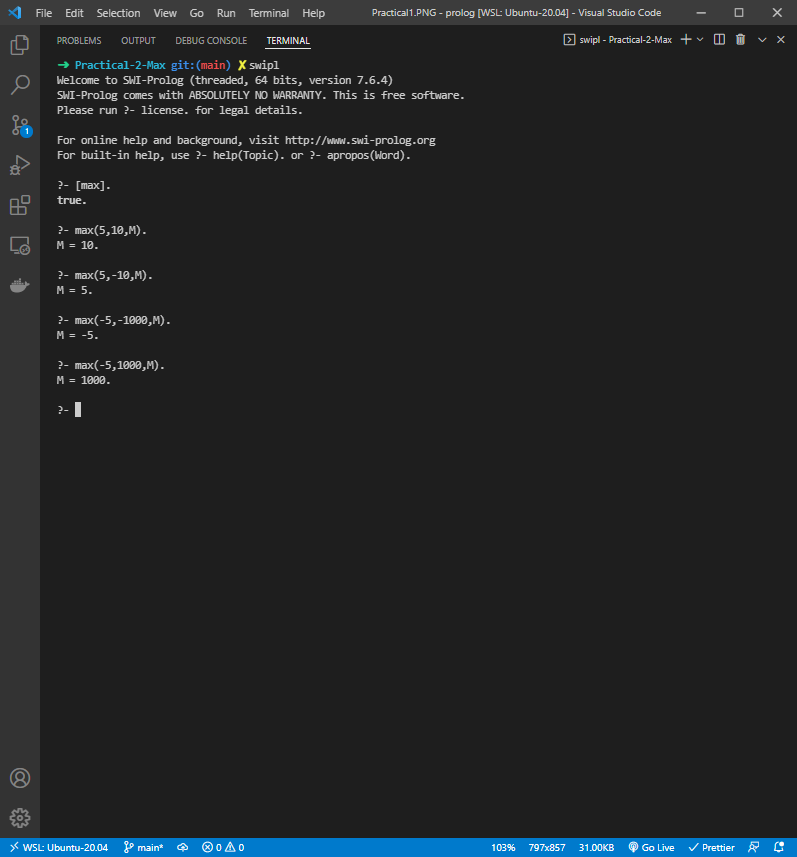 File Edit Selection View Go Run Terminal Help Practical1.PNG - prolog [WSL: Ubuntu-20.04] - Visual Studio Code
PROBLEMS OUTPUT DEBUG CONSOLE TERMINAL swipl - Practical-2-Max
➜ Practical-2-Max git:(main) ✗ swipl
Welcome to SWI-Prolog (threaded, 64 bits, version 7.6.4)
SWI-Prolog comes with ABSOLUTELY NO WARRANTY. This is free software.
Please run ?- license. for legal details.
For online help and background, visit http://www.swi-prolog.org
For built-in help, use ?- help(Topic). or ?- apropos(Word).
?- [max].
true.
?- max(5,10,M).
M = 10.
?- max(5,-10,M).
M = 5.
?- max(-5,-1000,M).
M = -5.
?- max(-5,1000,M).
M = 1000.
?-
1
WSL: Ubuntu-20.04 main* 0 0 103% 797x857 31.00KB Go Live Prettier